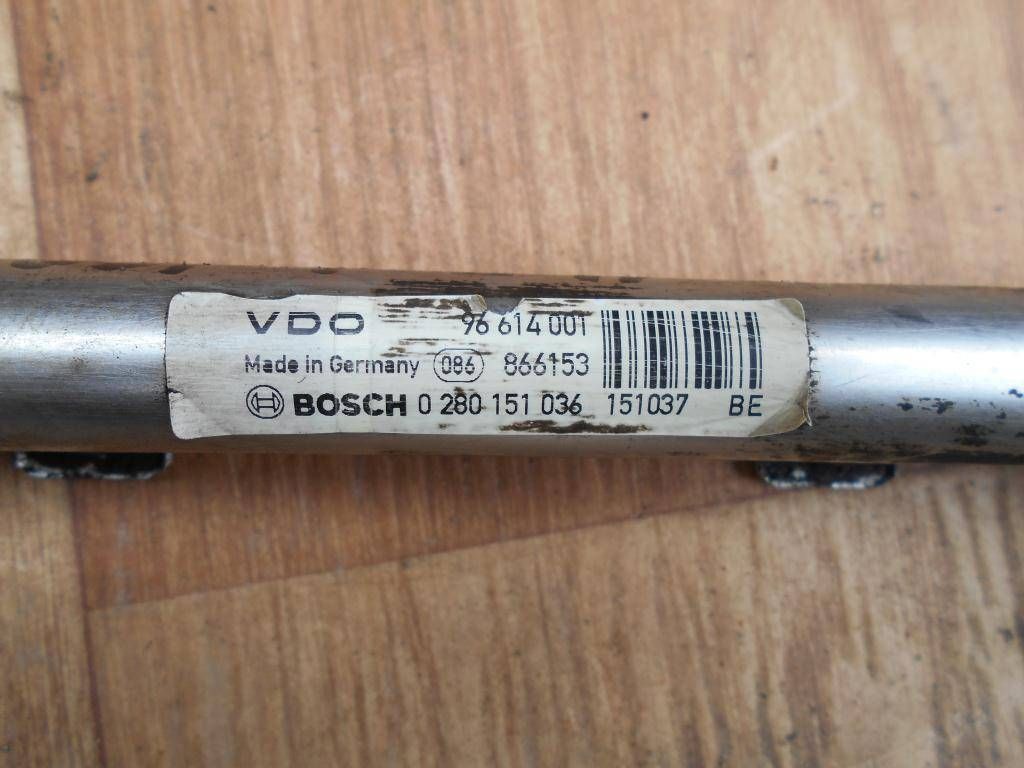 VDO 96 614 001
Made in Germany 086 866153
BOSCH 0 280 151 036 151037 BE